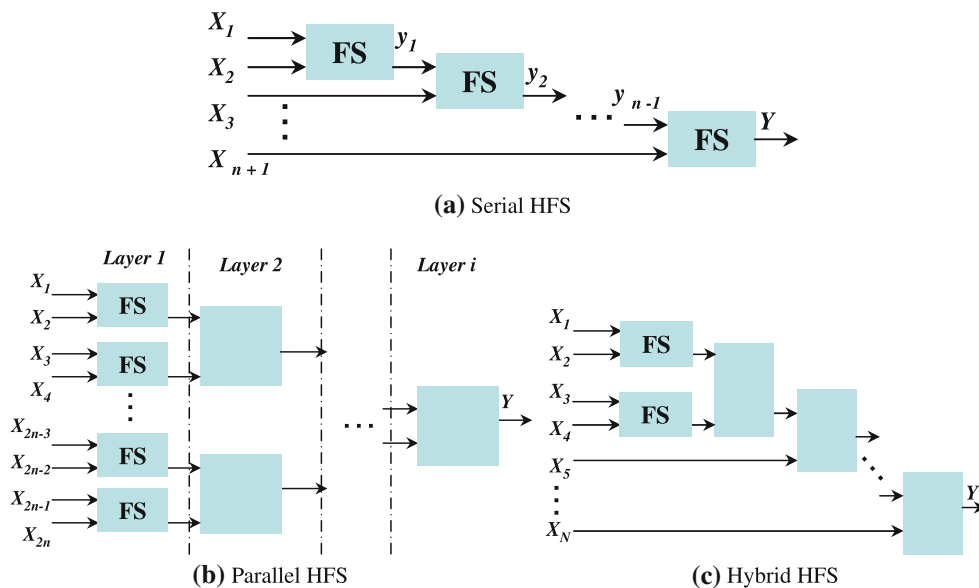 X1
X2
X3
X n + 1
FS
y1
FS
y2
y n -1
FS
Y
(a) Serial HFS
Layer 1
Layer 2
Layer i
X1
X2
X3
X4
X2n-3
X2n-2
X2n-1
X2n
FS
FS
FS
FS
Y
(b) Parallel HFS
X1
X2
X3
X4
X5
XN
FS
FS
Y
(c) Hybrid HFS